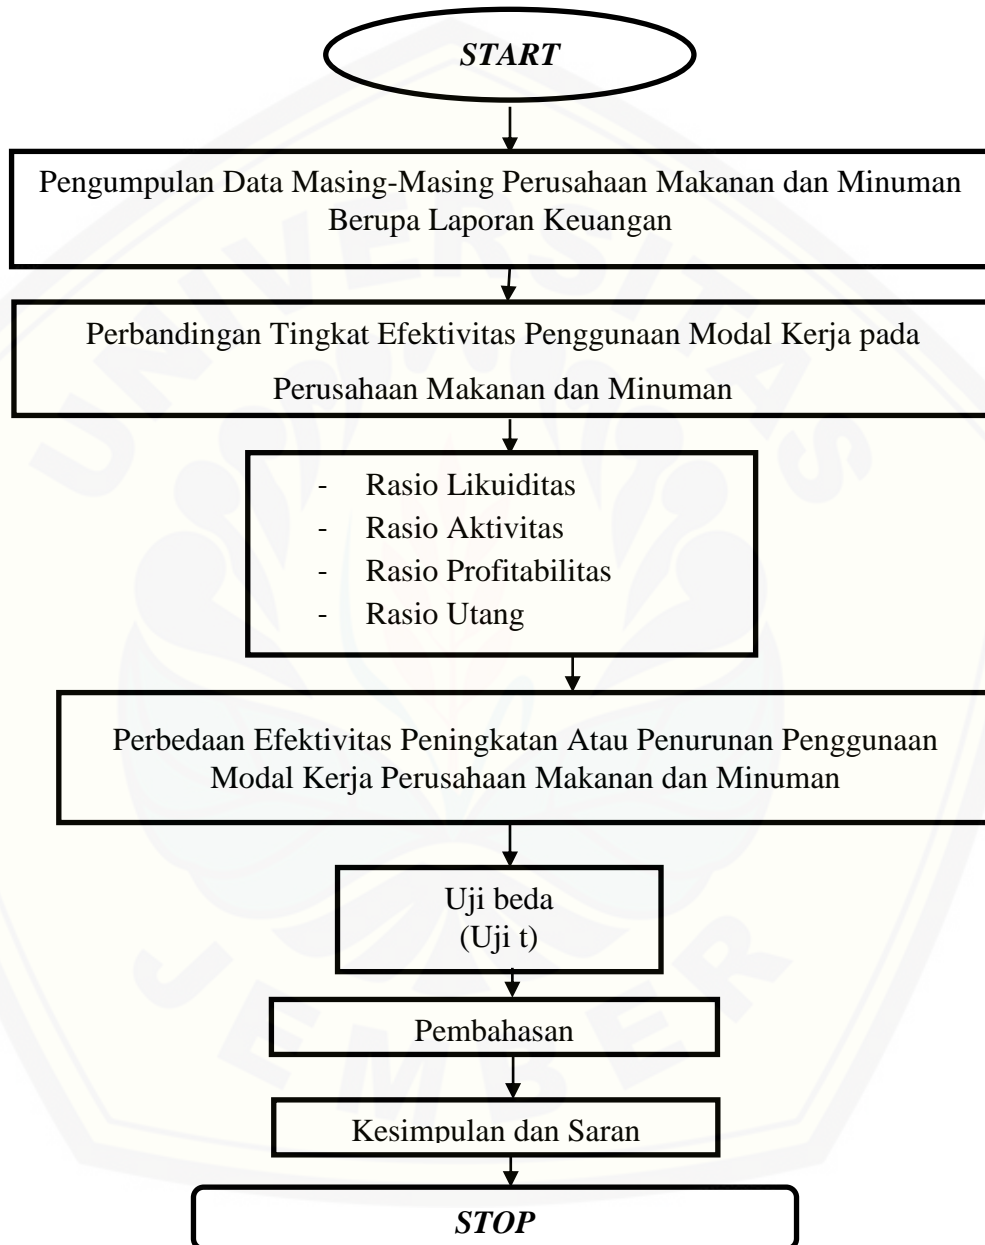 START
Pengumpulan Data Masing-Masing Perusahaan Makanan dan Minuman
Berupa Laporan Keuangan
Perbandingan Tingkat Efektivitas Penggunaan Modal Kerja pada
Perusahaan Makanan dan Minuman
- Rasio Likuiditas
- Rasio Aktivitas
- Rasio Profitabilitas
- Rasio Utang
Perbedaan Efektivitas Peningkatan Atau Penurunan Penggunaan
Modal Kerja Perusahaan Makanan dan Minuman
Uji beda
(Uji t)
Pembahasan
Kesimpulan dan Saran
STOP
UNIVERSITAS
JEMBER